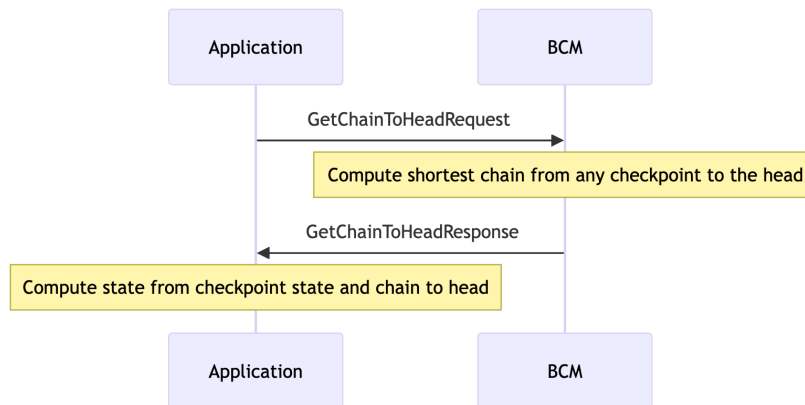 Application
BCM
GetChainToHeadRequest
Compute shortest chain from any checkpoint to the head
GetChainToHeadResponse
Compute state from checkpoint state and chain to head
Application
BCM